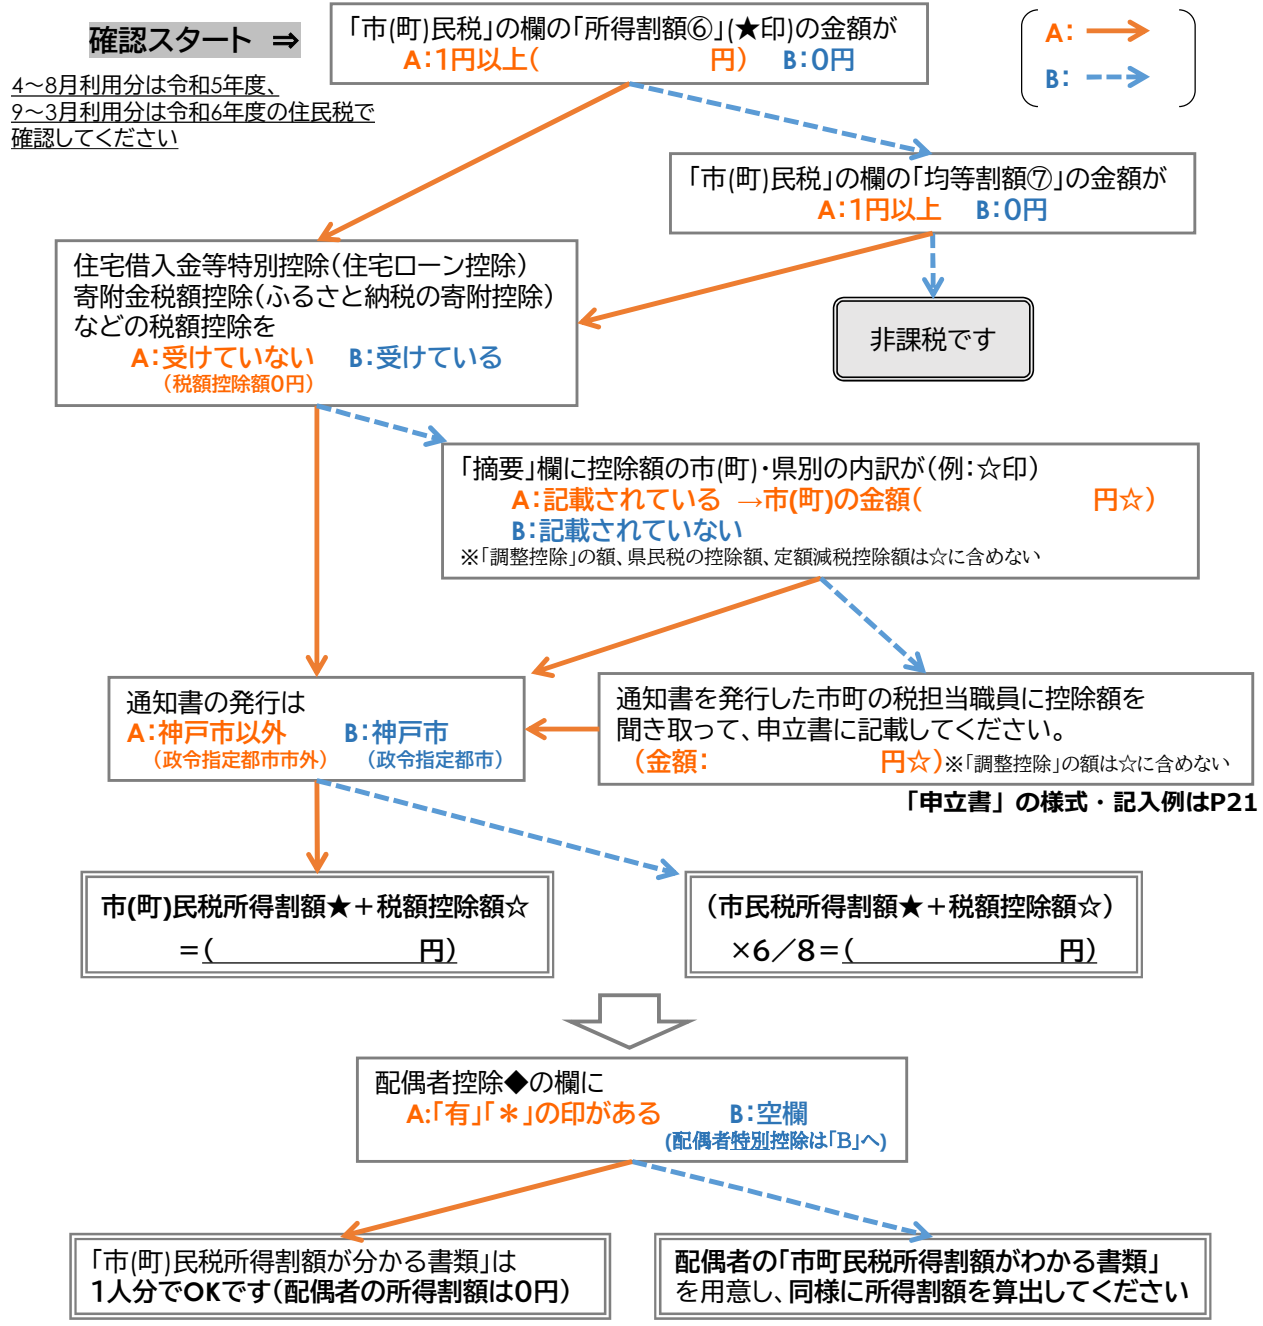 確認スタート ⇒
4～8月利用分は令和5年度、
9～3月利用分は令和6年度の住民税で
確認してください
「市(町)民税」の欄の「所得割額⑥」(★印)の金額が
A：1円以上（　　　　　　　円） B：0円
A：
B：
「市(町)民税」の欄の「均等割額⑦」の金額が
A：1円以上 B：0円
住宅借入金等特別控除（住宅ローン控除）
寄附金税額控除（ふるさと納税の寄附控除）
などの税額控除を
A：受けていない B：受けている
（税額控除額0円）
非課税です
「摘要」欄に控除額の市(町)・県別の内訳が（例：☆印）
A：記載されている →市(町)の金額（　　　　　　　円☆）
B：記載されていない
※「調整控除」の額、県民税の控除額、定額減税控除額は☆に含めない
通知書の発行は
A：神戸市以外 B：神戸市
（政令指定都市市外） （政令指定都市）
通知書を発行した市町の税担当職員に控除額を
聞き取って、申立書に記載してください。
（金額：　　　　　　　円☆）※「調整控除」の額は☆に含めない
「申立書」の様式・記入例はP21
市(町)民税所得割額★＋税額控除額☆
＝（　　　　　　　　円）
（市民税所得割額★＋税額控除額☆）
×6／8＝（　　　　　　　　円）
配偶者控除◆の欄に
A:「有」「＊」の印がある B：空欄
(配偶者特別控除は「B」へ)
「市(町)民税所得割額が分かる書類」は
1人分でOKです（配偶者の所得割額は0円）
配偶者の「市町民税所得割額がわかる書類」
を用意し、同様に所得割額を算出してください